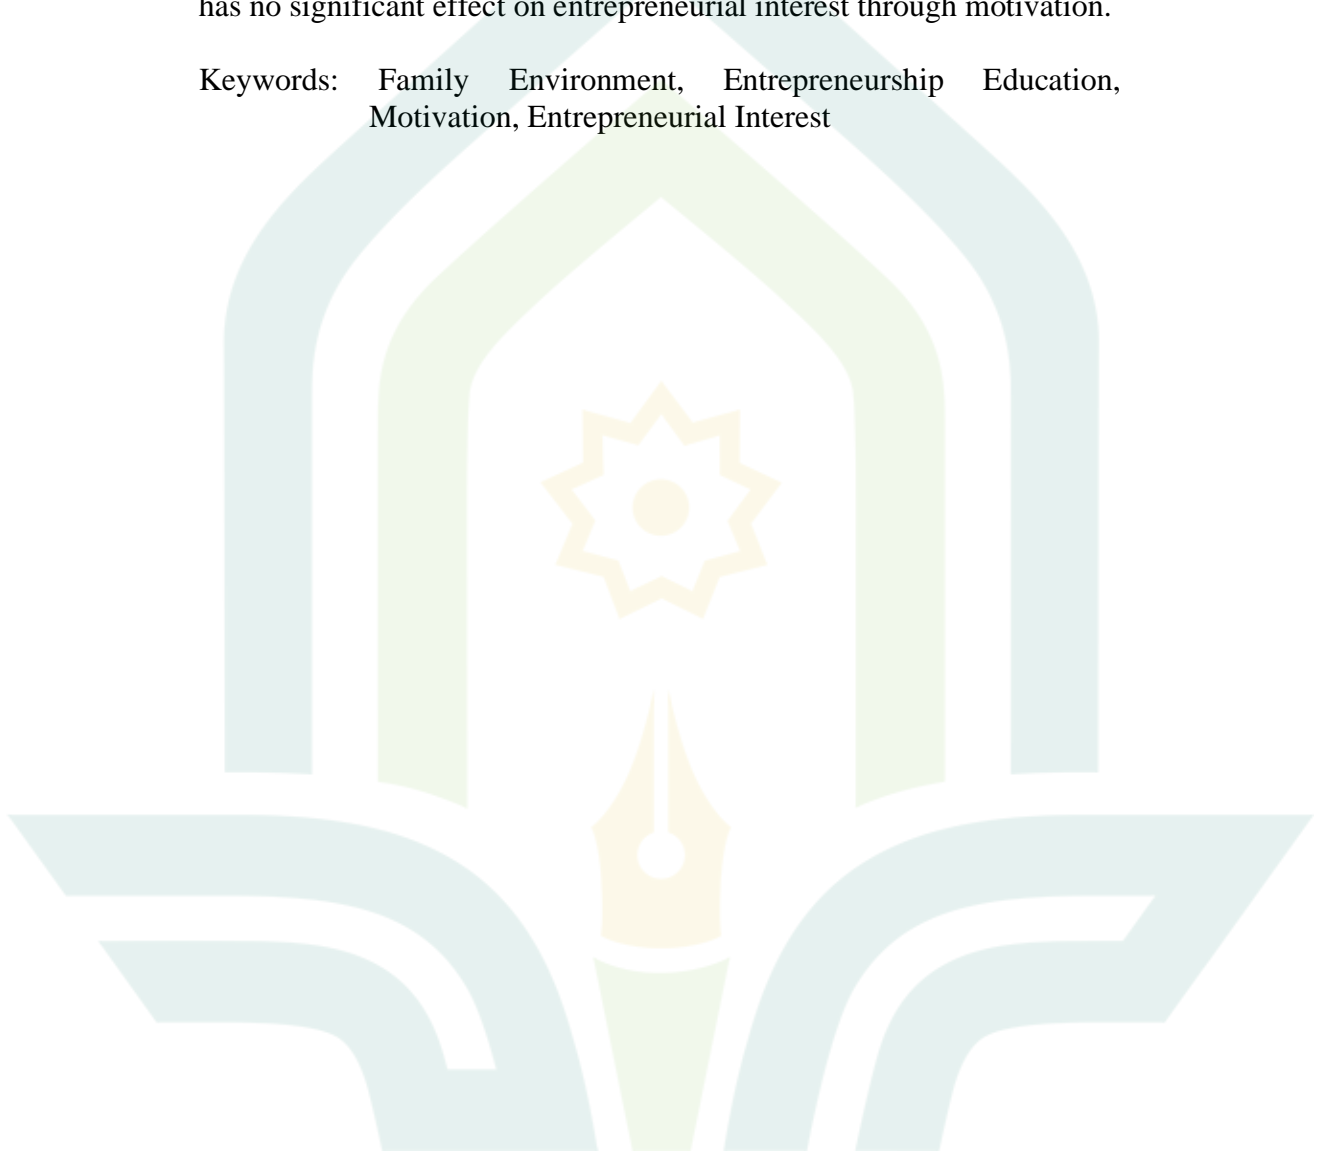 has no significant effect on entrepreneurial interest through motivation.
Keywords: Family Environment, Entrepreneurship Education,
Motivation, Entrepreneurial Interest